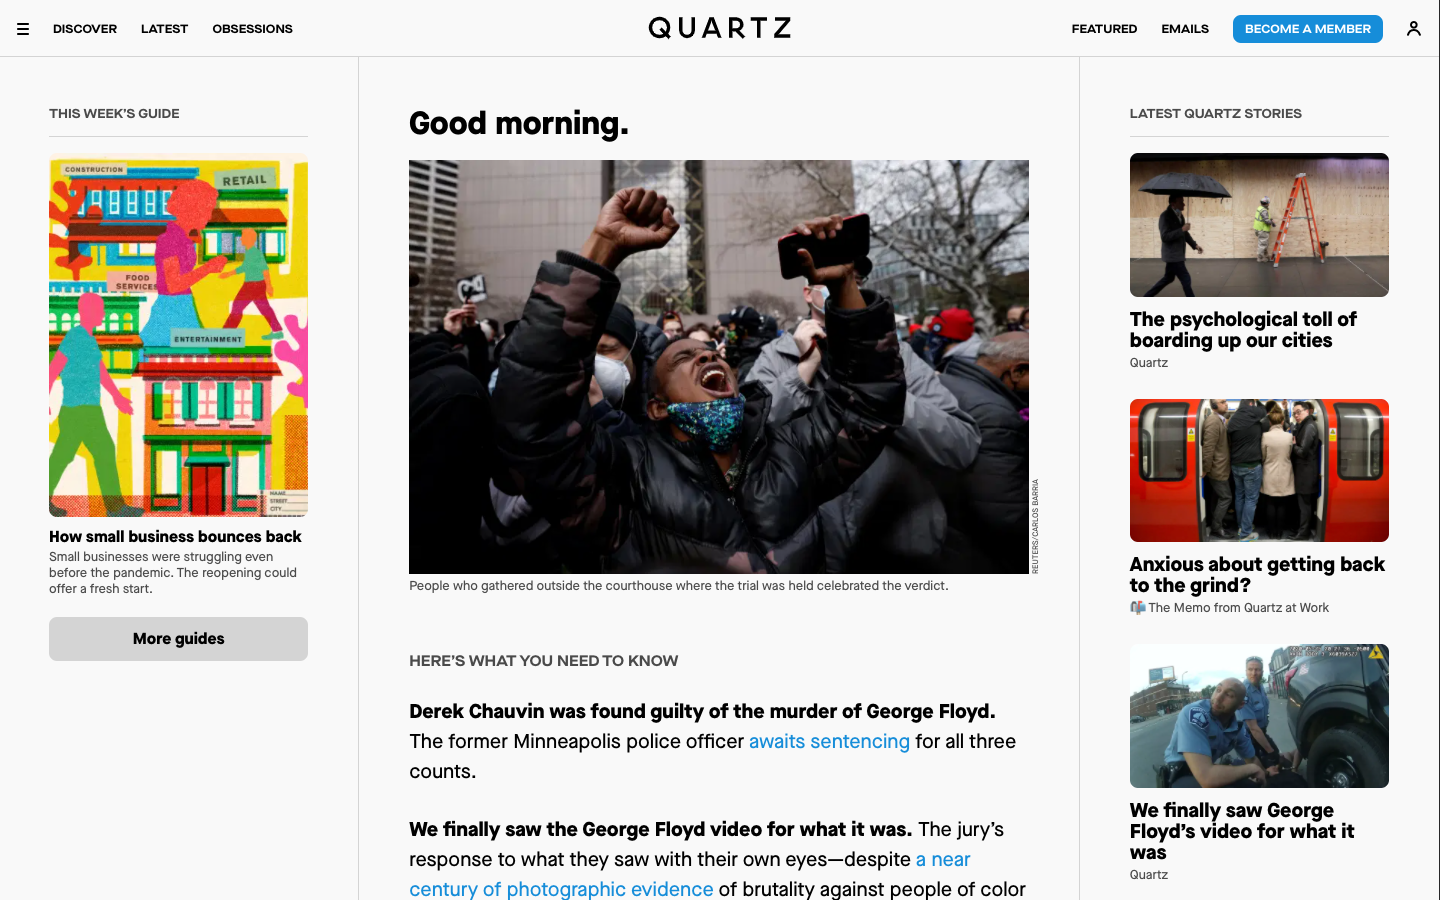 DISCOVER
LATEST
OBSESSIONS
QUARTZ
FEATURED
EMAILS
BECOME A MEMBER
THIS WEEK'S GUIDE
CONSTRUCTION
RETAIL
FOOD
SERVICES
ENTERTAINMENT
NAME
STREET
CITY
How small business bounces back
Small businesses were struggling even
before the pandemic. The reopening could
offer a fresh start.
More guides
Good morning.
REUTERS/CARLOS BARRIA
People who gathered outside the courthouse where the trial was held celebrated the verdict.
HERE'S WHAT YOU NEED TO KNOW
Derek Chauvin was found guilty of the murder of George Floyd.
The former Minneapolis police officer awaits sentencing for all three
counts.
We finally saw the George Floyd video for what it was. The jury's
response to what they saw with their own eyes—despite a near
century of photographic evidence of brutality against people of color
LATEST QUARTZ STORIES
The psychological toll of
boarding up our cities
Quartz
Anxious about getting back
to the grind?
The Memo from Quartz at Work
We finally saw George
Floyd's video for what it
was
Quartz